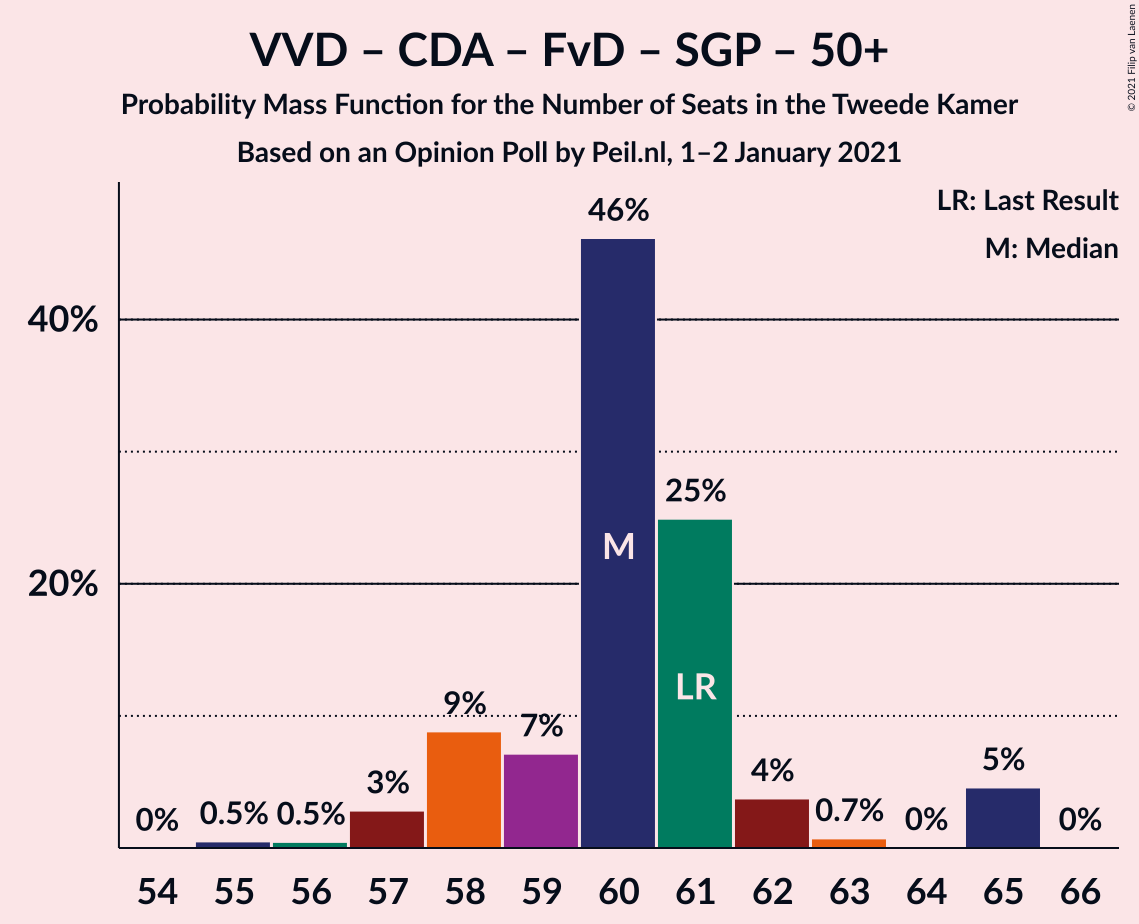 VVD – CDA – FvD – SGP – 50+
Probability Mass Function for the Number of Seats in the Tweede Kamer
Based on an Opinion Poll by Peil.nl, 1–2 January 2021
© 2021 Filip van Laenen
LR: Last Result
M: Median
40%
20%
0% 0.5% 0.5% 3% 9% 7% 46% 25% 4% 0.7% 0% 5% 0%
M
LR
54 55 56 57 58 59 60 61 62 63 64 65 66